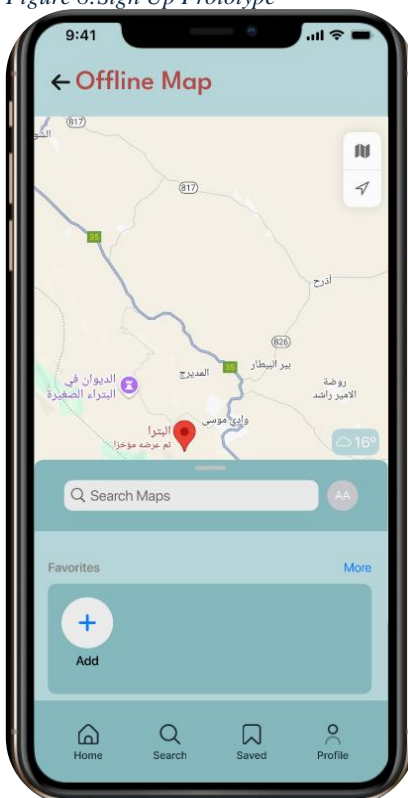 Figure 8:Sign Up Prototype
9:41
Offline Map
817
817
35
أذرح
826
بير البيطار
35
المديرج
الديوان في
البتراء الصغيرة
روضة
الامير راشد
وادي موسى
البترا
تم عرضه مؤخرًا
16°
Search Maps
AA
Favorites
More
+
Add
Home
Search
Saved
Profile